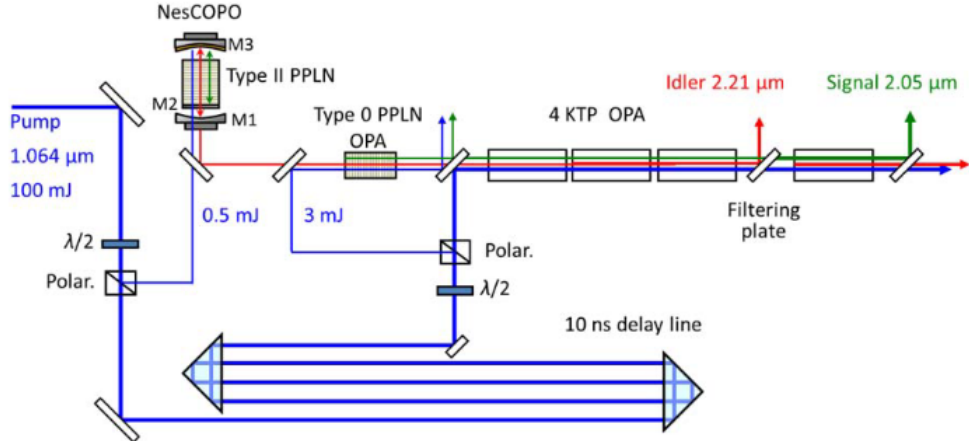 NesCOPO
M3
Type II PPLN
M2
M1
Pump
1.064 µm
100 mJ
Type 0 PPLN
OPA
4 KTP OPA
Idler 2.21 µm
Signal 2.05 µm
0.5 mJ
3 mJ
Filtering
plate
λ/2
Polar.
Polar.
λ/2
10 ns delay line